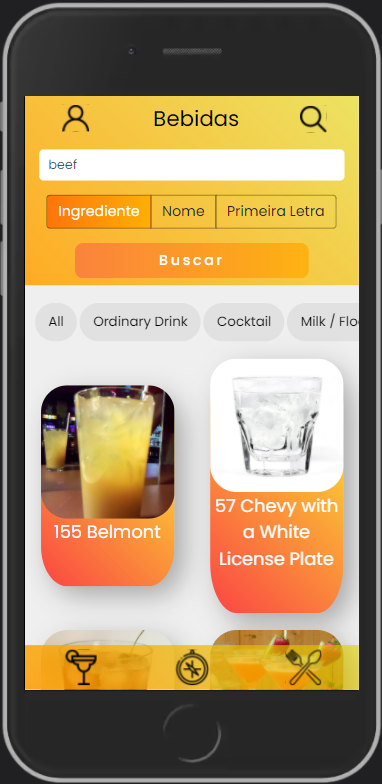 Bebidas
beef
Ingrediente Nome Primeira Letra
Buscar
All Ordinary Drink Cocktail Milk / Flo
155 Belmont
57 Chevy with
a White
License Plate